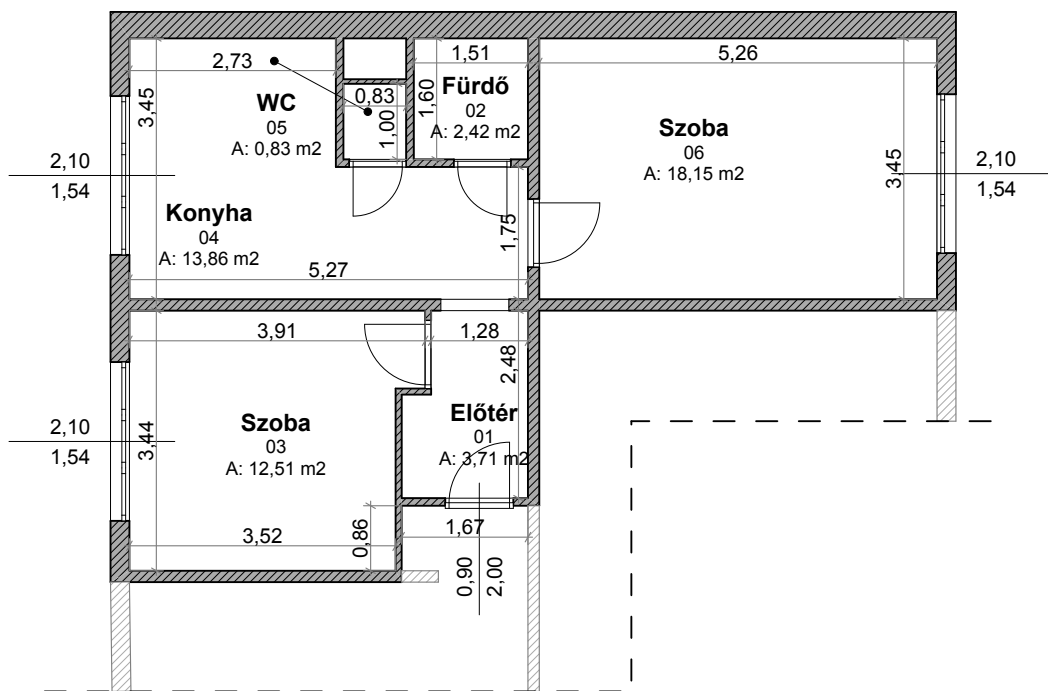 2,73
1,51
5,26
3,45
WC
05
A: 0,83 m2
0,83
1,00
1,60
Fürdő
02
A: 2,42 m2
Szoba
06
A: 18,15 m2
3,45
2,10
1,54
2,10
1,54
Konyha
04
A: 13,86 m2
1,75
5,27
3,91
1,28
2,48
Szoba
03
A: 12,51 m2
3,44
2,10
1,54
Előtér
01
A: 3,71 m2
3,52
0,86
1,67
0,90
2,00